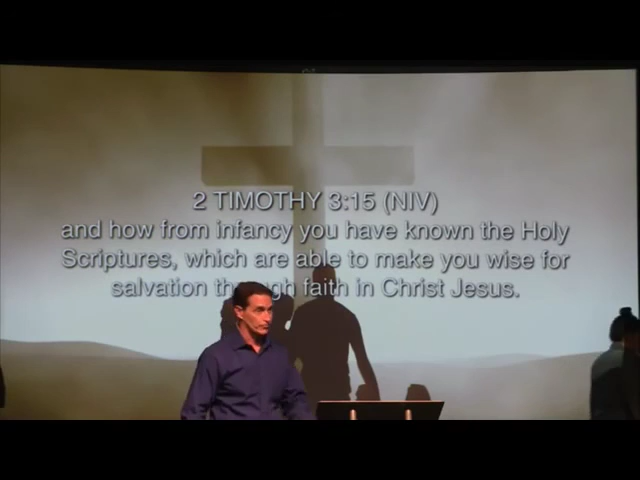 2 TIMOTHY 3:15 (NIV)
and how from infancy you have known the Holy
Scriptures, which are able to make you wise for
salvation through faith in Christ Jesus.